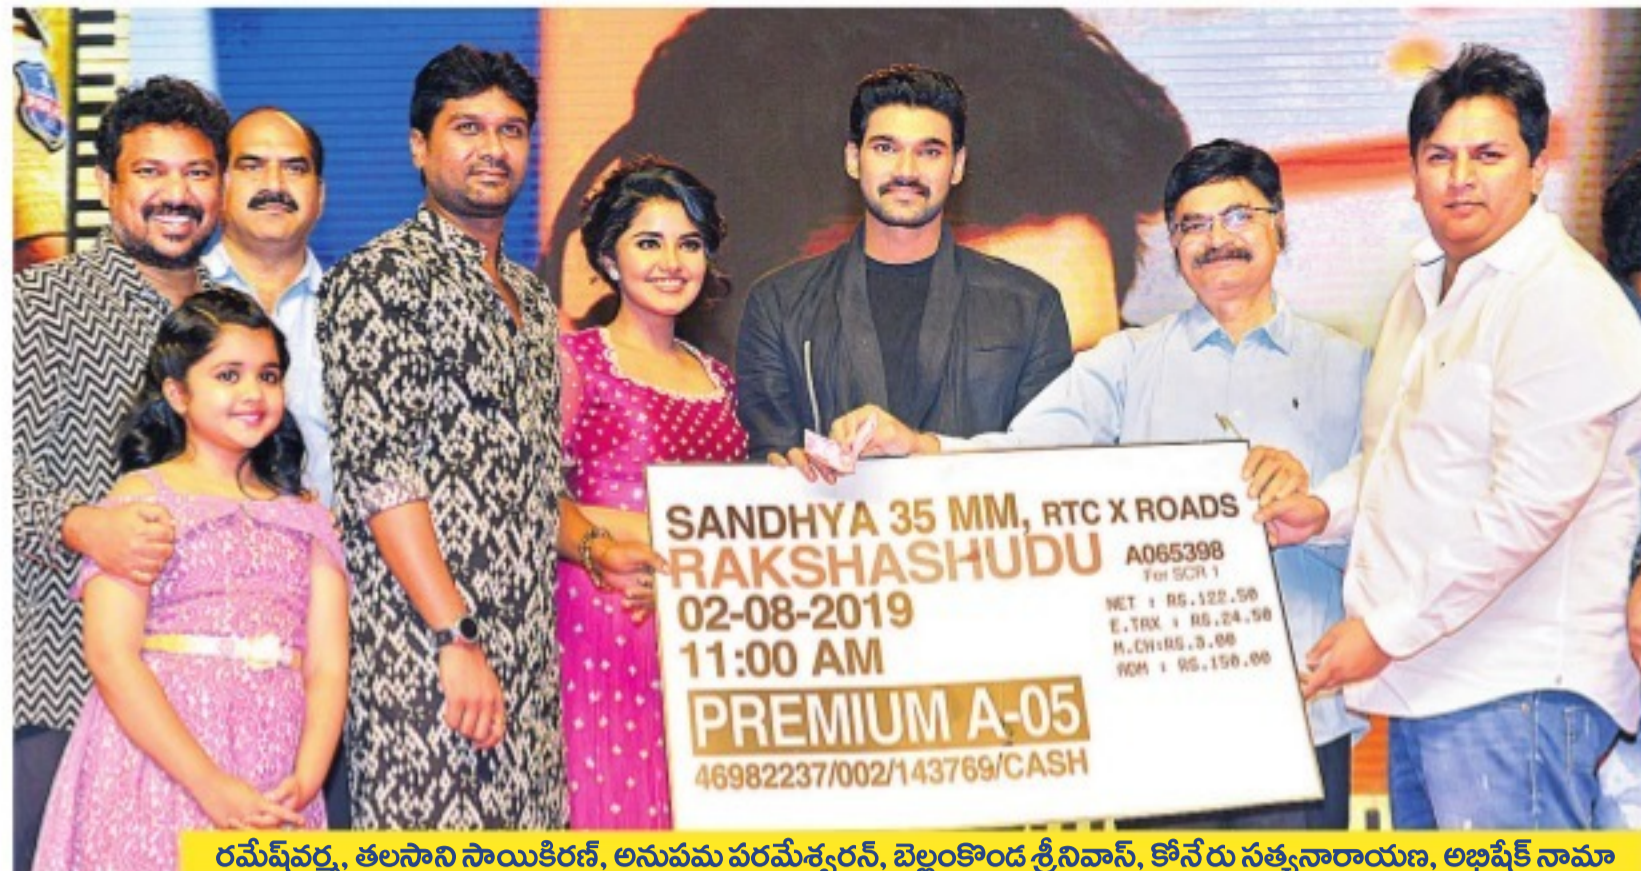 SANDHYA 35 MM, RTC X ROADS
RAKSHASHUDU
A065398
For SCR 1
02-08-2019
11:00 AM
NET : RS.122.50
E.TAX : RS.24.50
M.CH:RS.3.00
ADM : RS.150.00
PREMIUM A-05
46982237/002/143769/CASH
రమేష్‌వర్మ, తలసాని సాయికిరణ్, అనుపమ పరమేశ్వరన్, బెల్లంకొండ శ్రీనివాస్, కోనేరు సత్యనారాయణ, అభిషేక్ నామా